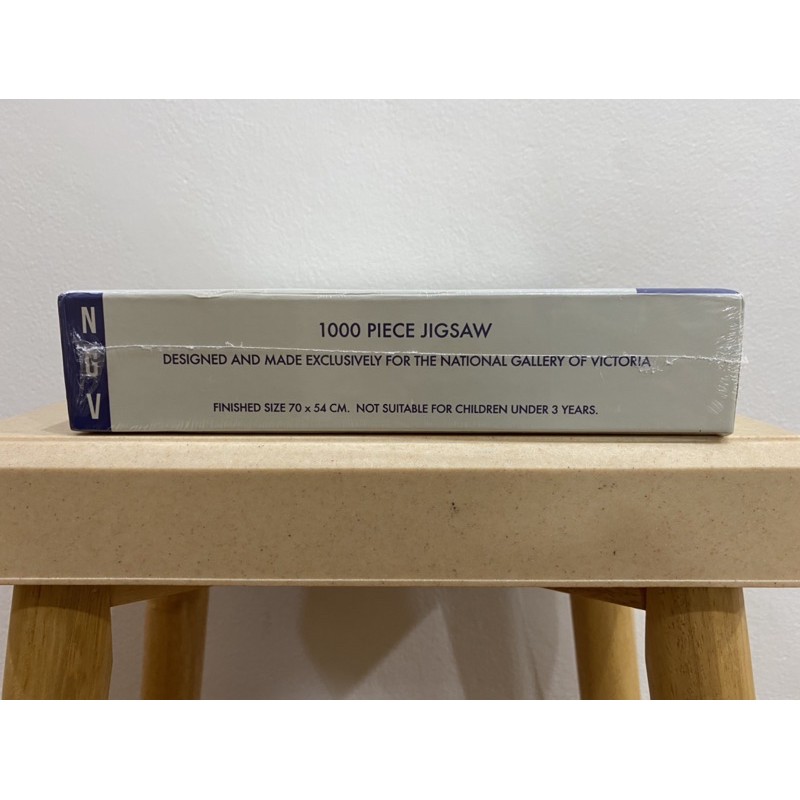 NGV
1000 PIECE JIGSAW
DESIGNED AND MADE EXCLUSIVELY FOR THE NATIONAL GALLERY OF VICTORIA
FINISHED SIZE 70 x 54 CM. NOT SUITABLE FOR CHILDREN UNDER 3 YEARS.